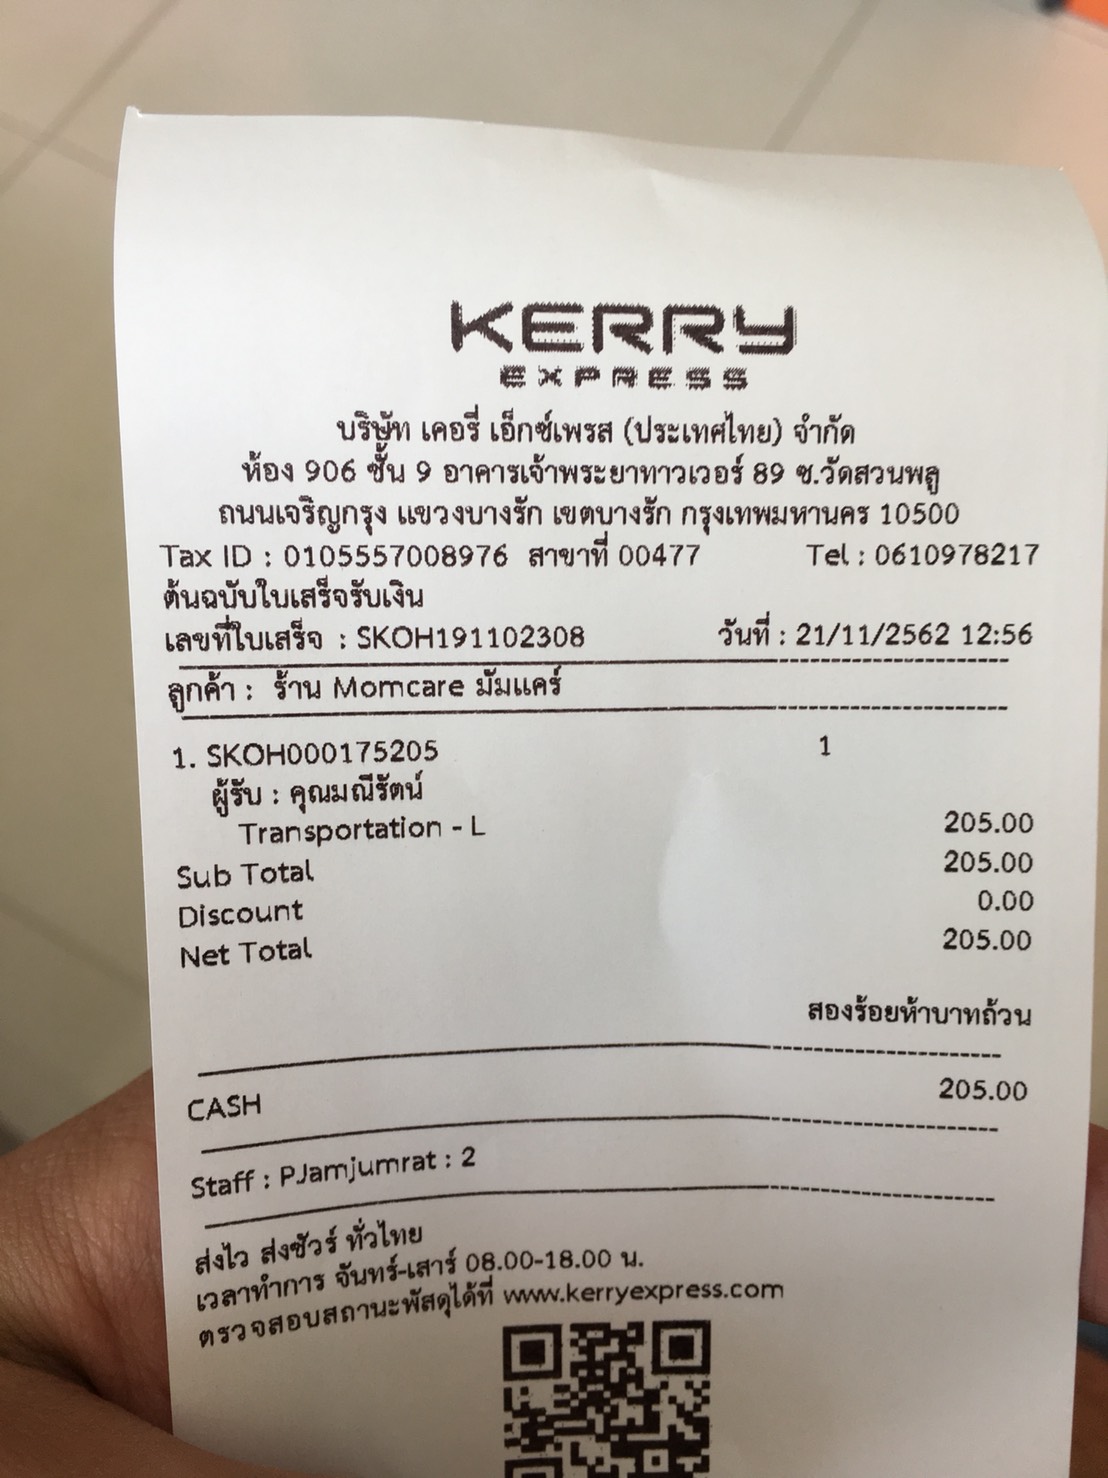 KERRY
EXPRESS
บริษัท เคอรี่ เอ็กซ์เพรส (ประเทศไทย) จำกัด
ห้อง 906 ชั้น 9 อาคารเจ้าพระยาทาวเวอร์ 89 ซ.วัดสวนพลู
ถนนเจริญกรุง แขวงบางรัก เขตบางรัก กรุงเทพมหานคร 10500
Tax ID : 0105557008976 สาขาที่ 00477 Tel : 0610978217
ต้นฉบับใบเสร็จรับเงิน
เลขที่ใบเสร็จ : SKOH191102308 วันที่ : 21/11/2562 12:56
ลูกค้า : ร้าน Momcare มัมแคร์
1. SKOH000175205 1
ผู้รับ : คุณมณีรัตน์
Transportation - L 205.00
Sub Total 205.00
Discount 0.00
Net Total 205.00
สองร้อยห้าบาทถ้วน
CASH 205.00
Staff : PJamjumrat : 2
ส่งไว ส่งชัวร์ ทั่วไทย
เวลาทำการ จันทร์-เสาร์ 08.00-18.00 น.
ตรวจสอบสถานะพัสดุได้ที่ www.kerryexpress.com